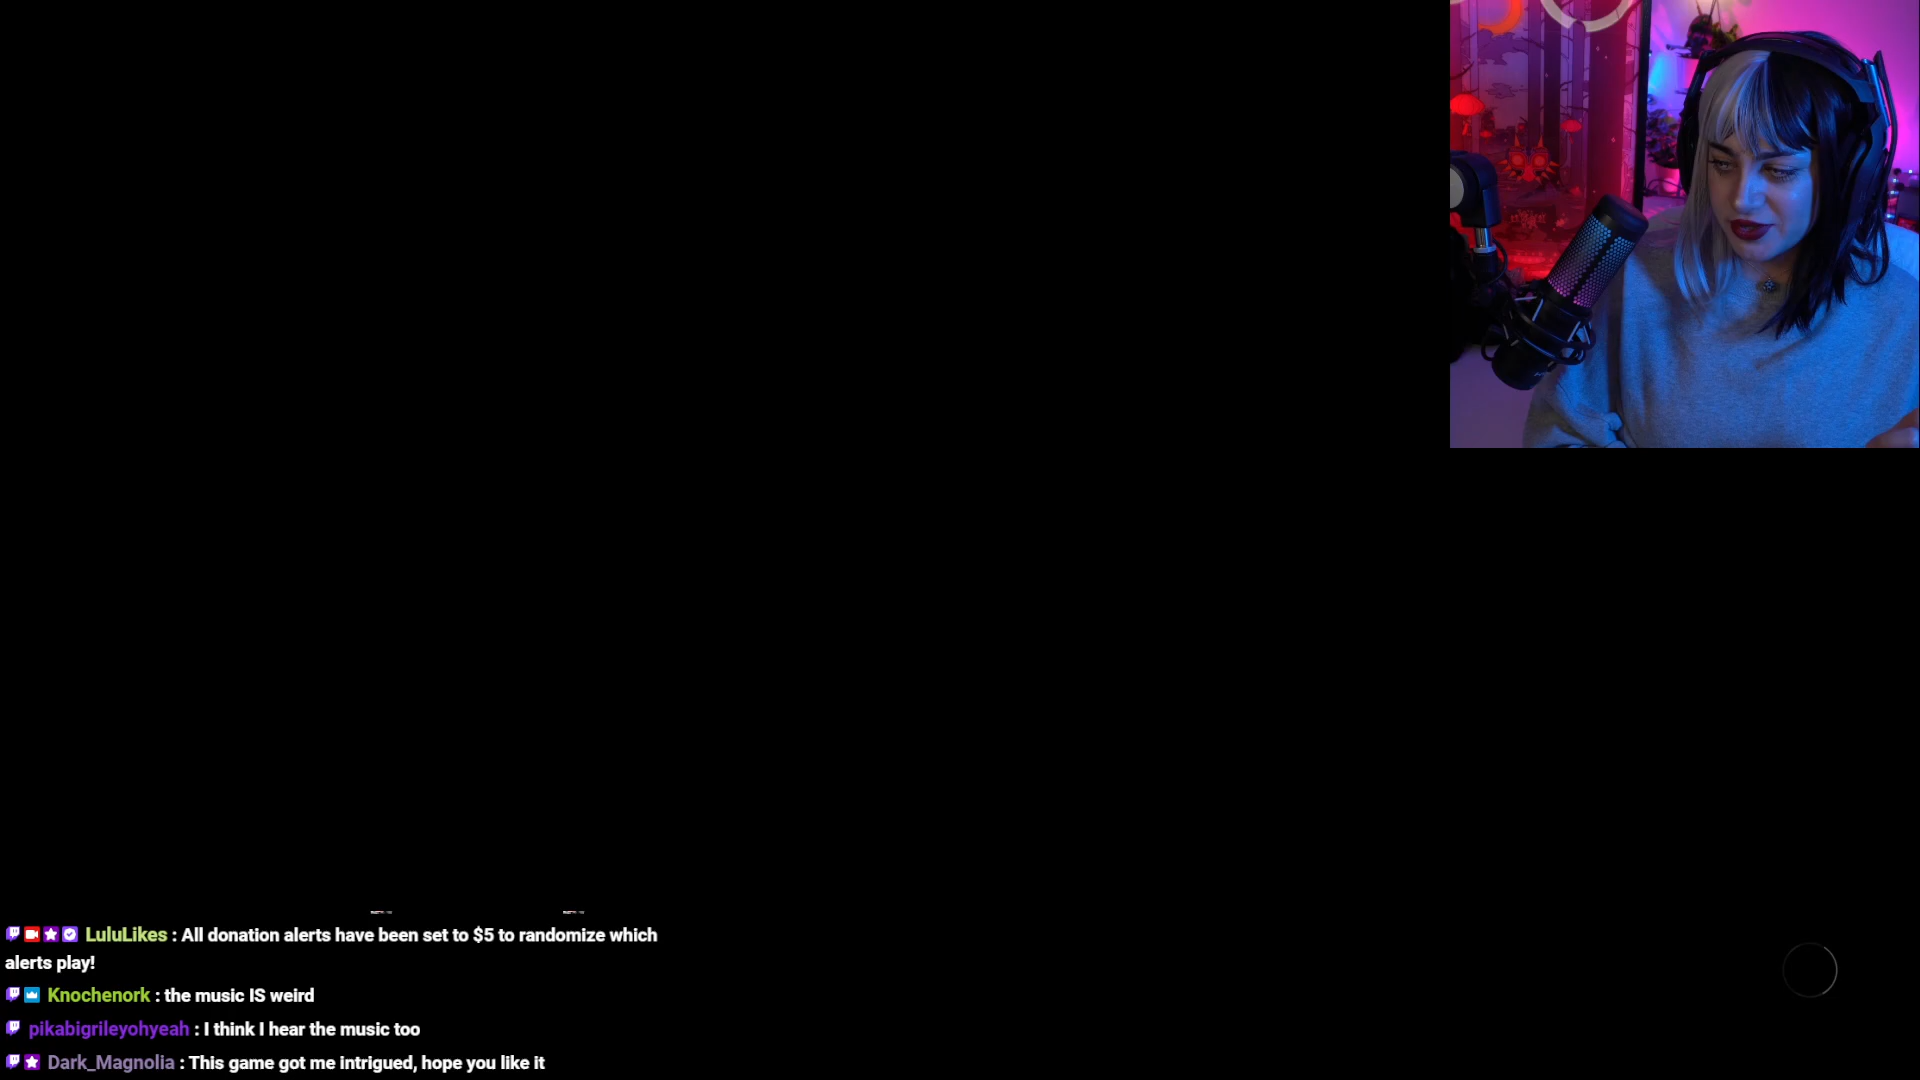 LuluLikes : All donation alerts have been set to $5 to randomize which
alerts play!
Knochenork : the music IS weird
pikabigrileyohyeah : I think I hear the music too
Dark_Magnolia : This game got me intrigued, hope you like it